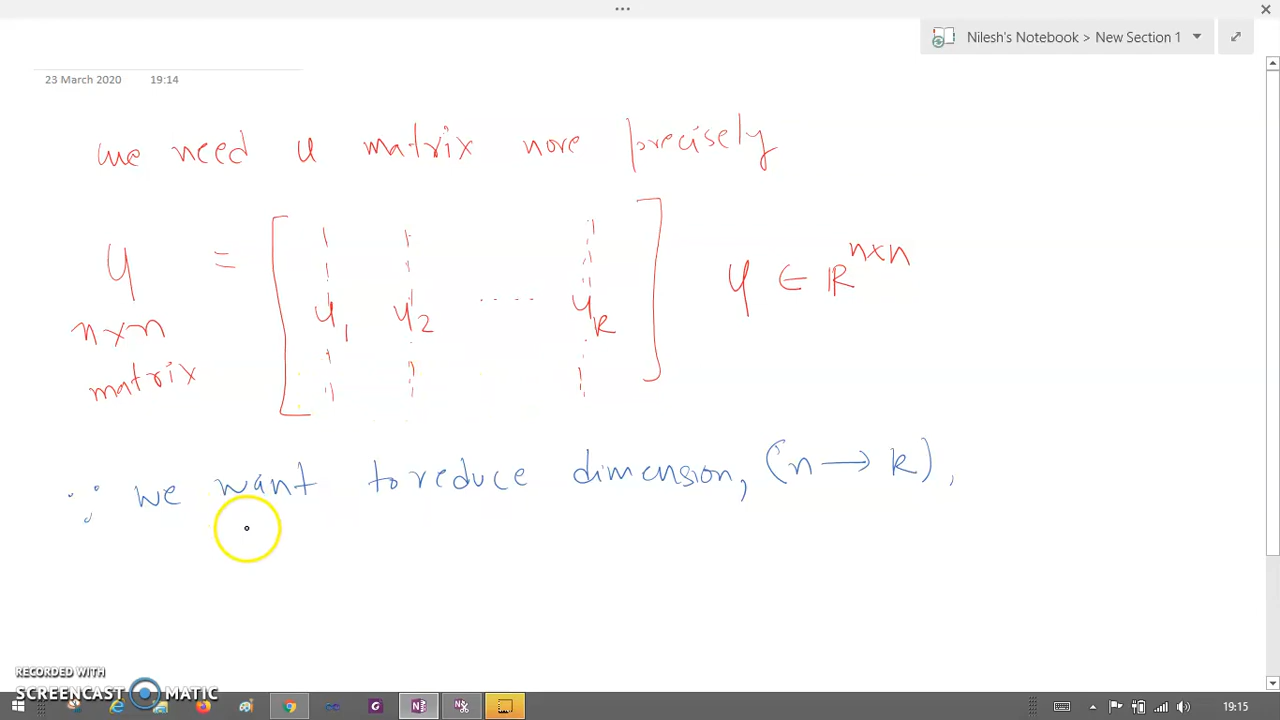 Nilesh's Notebook > New Section 1
23 March 2020 19:14
we need u matrix nore precisely
u = [ u1 u2 ..... uk ] u ∈ R^n×n
n×n
matrix
∵ we want to reduce dimension, (n → k),
RECORDED WITH
SCREENCAST MATIC
19:15